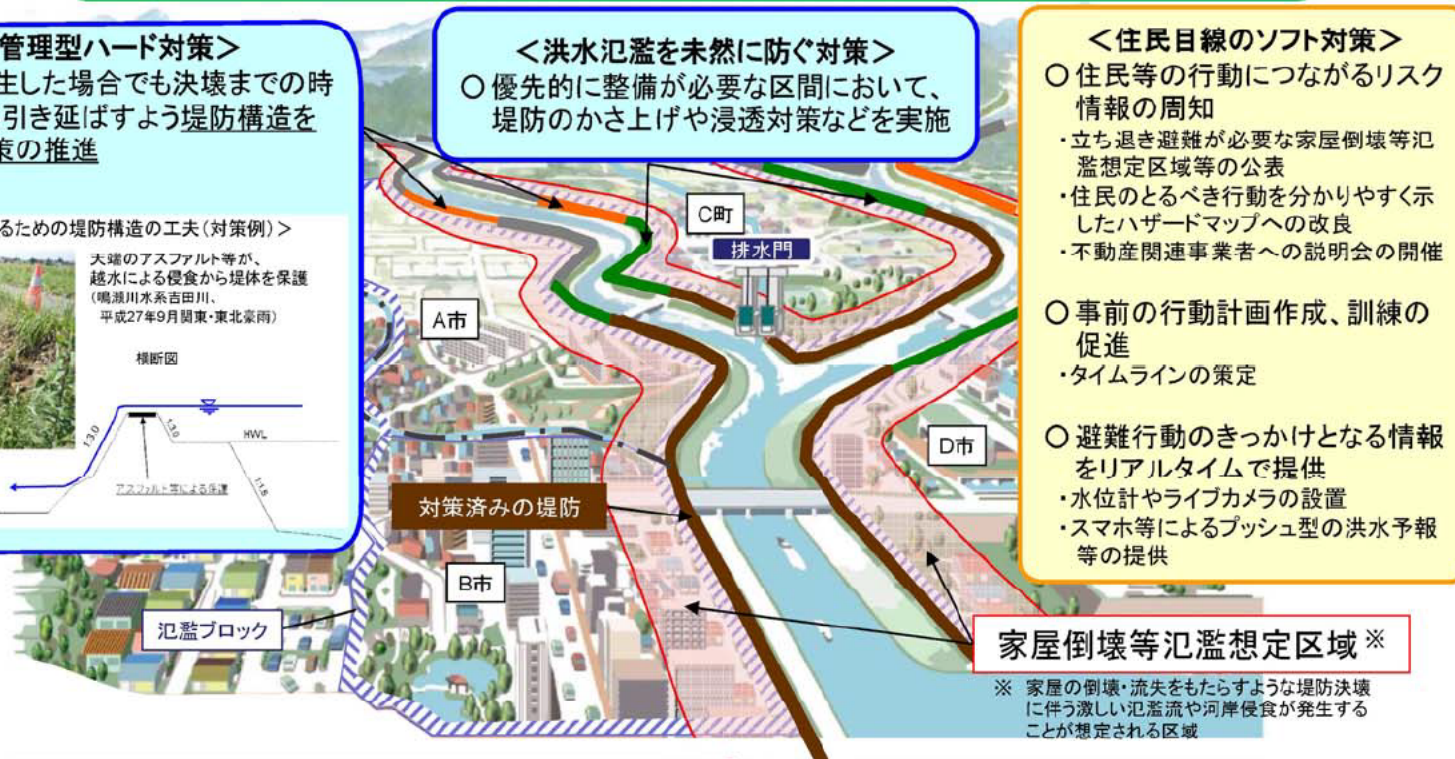 管理型ハード対策＞
生した場合でも決壊までの時
引き延ばすよう堤防構造を
策の推進
るための堤防構造の工夫（対策例）＞
天端のアスファルト等が、
越水による侵食から堤体を保護
（鳴瀬川水系吉田川、
平成27年9月関東・東北豪雨）
横断図
1:3.0
1:3.0
HWL
1:1.5
アスファルト等による保護
＜洪水氾濫を未然に防ぐ対策＞
○ 優先的に整備が必要な区間において、
堤防のかさ上げや浸透対策などを実施
＜住民目線のソフト対策＞
○ 住民等の行動につながるリスク
情報の周知
・立ち退き避難が必要な家屋倒壊等氾
濫想定区域等の公表
・住民のとるべき行動を分かりやすく示
したハザードマップへの改良
・不動産関連事業者への説明会の開催
○ 事前の行動計画作成、訓練の
促進
・タイムラインの策定
○ 避難行動のきっかけとなる情報
をリアルタイムで提供
・水位計やライブカメラの設置
・スマホ等によるプッシュ型の洪水予報
等の提供
C町
排水門
A市
D市
対策済みの堤防
B市
氾濫ブロック
家屋倒壊等氾濫想定区域※
※ 家屋の倒壊・流失をもたらすような堤防決壊
に伴う激しい氾濫流や河岸侵食が発生する
ことが想定される区域